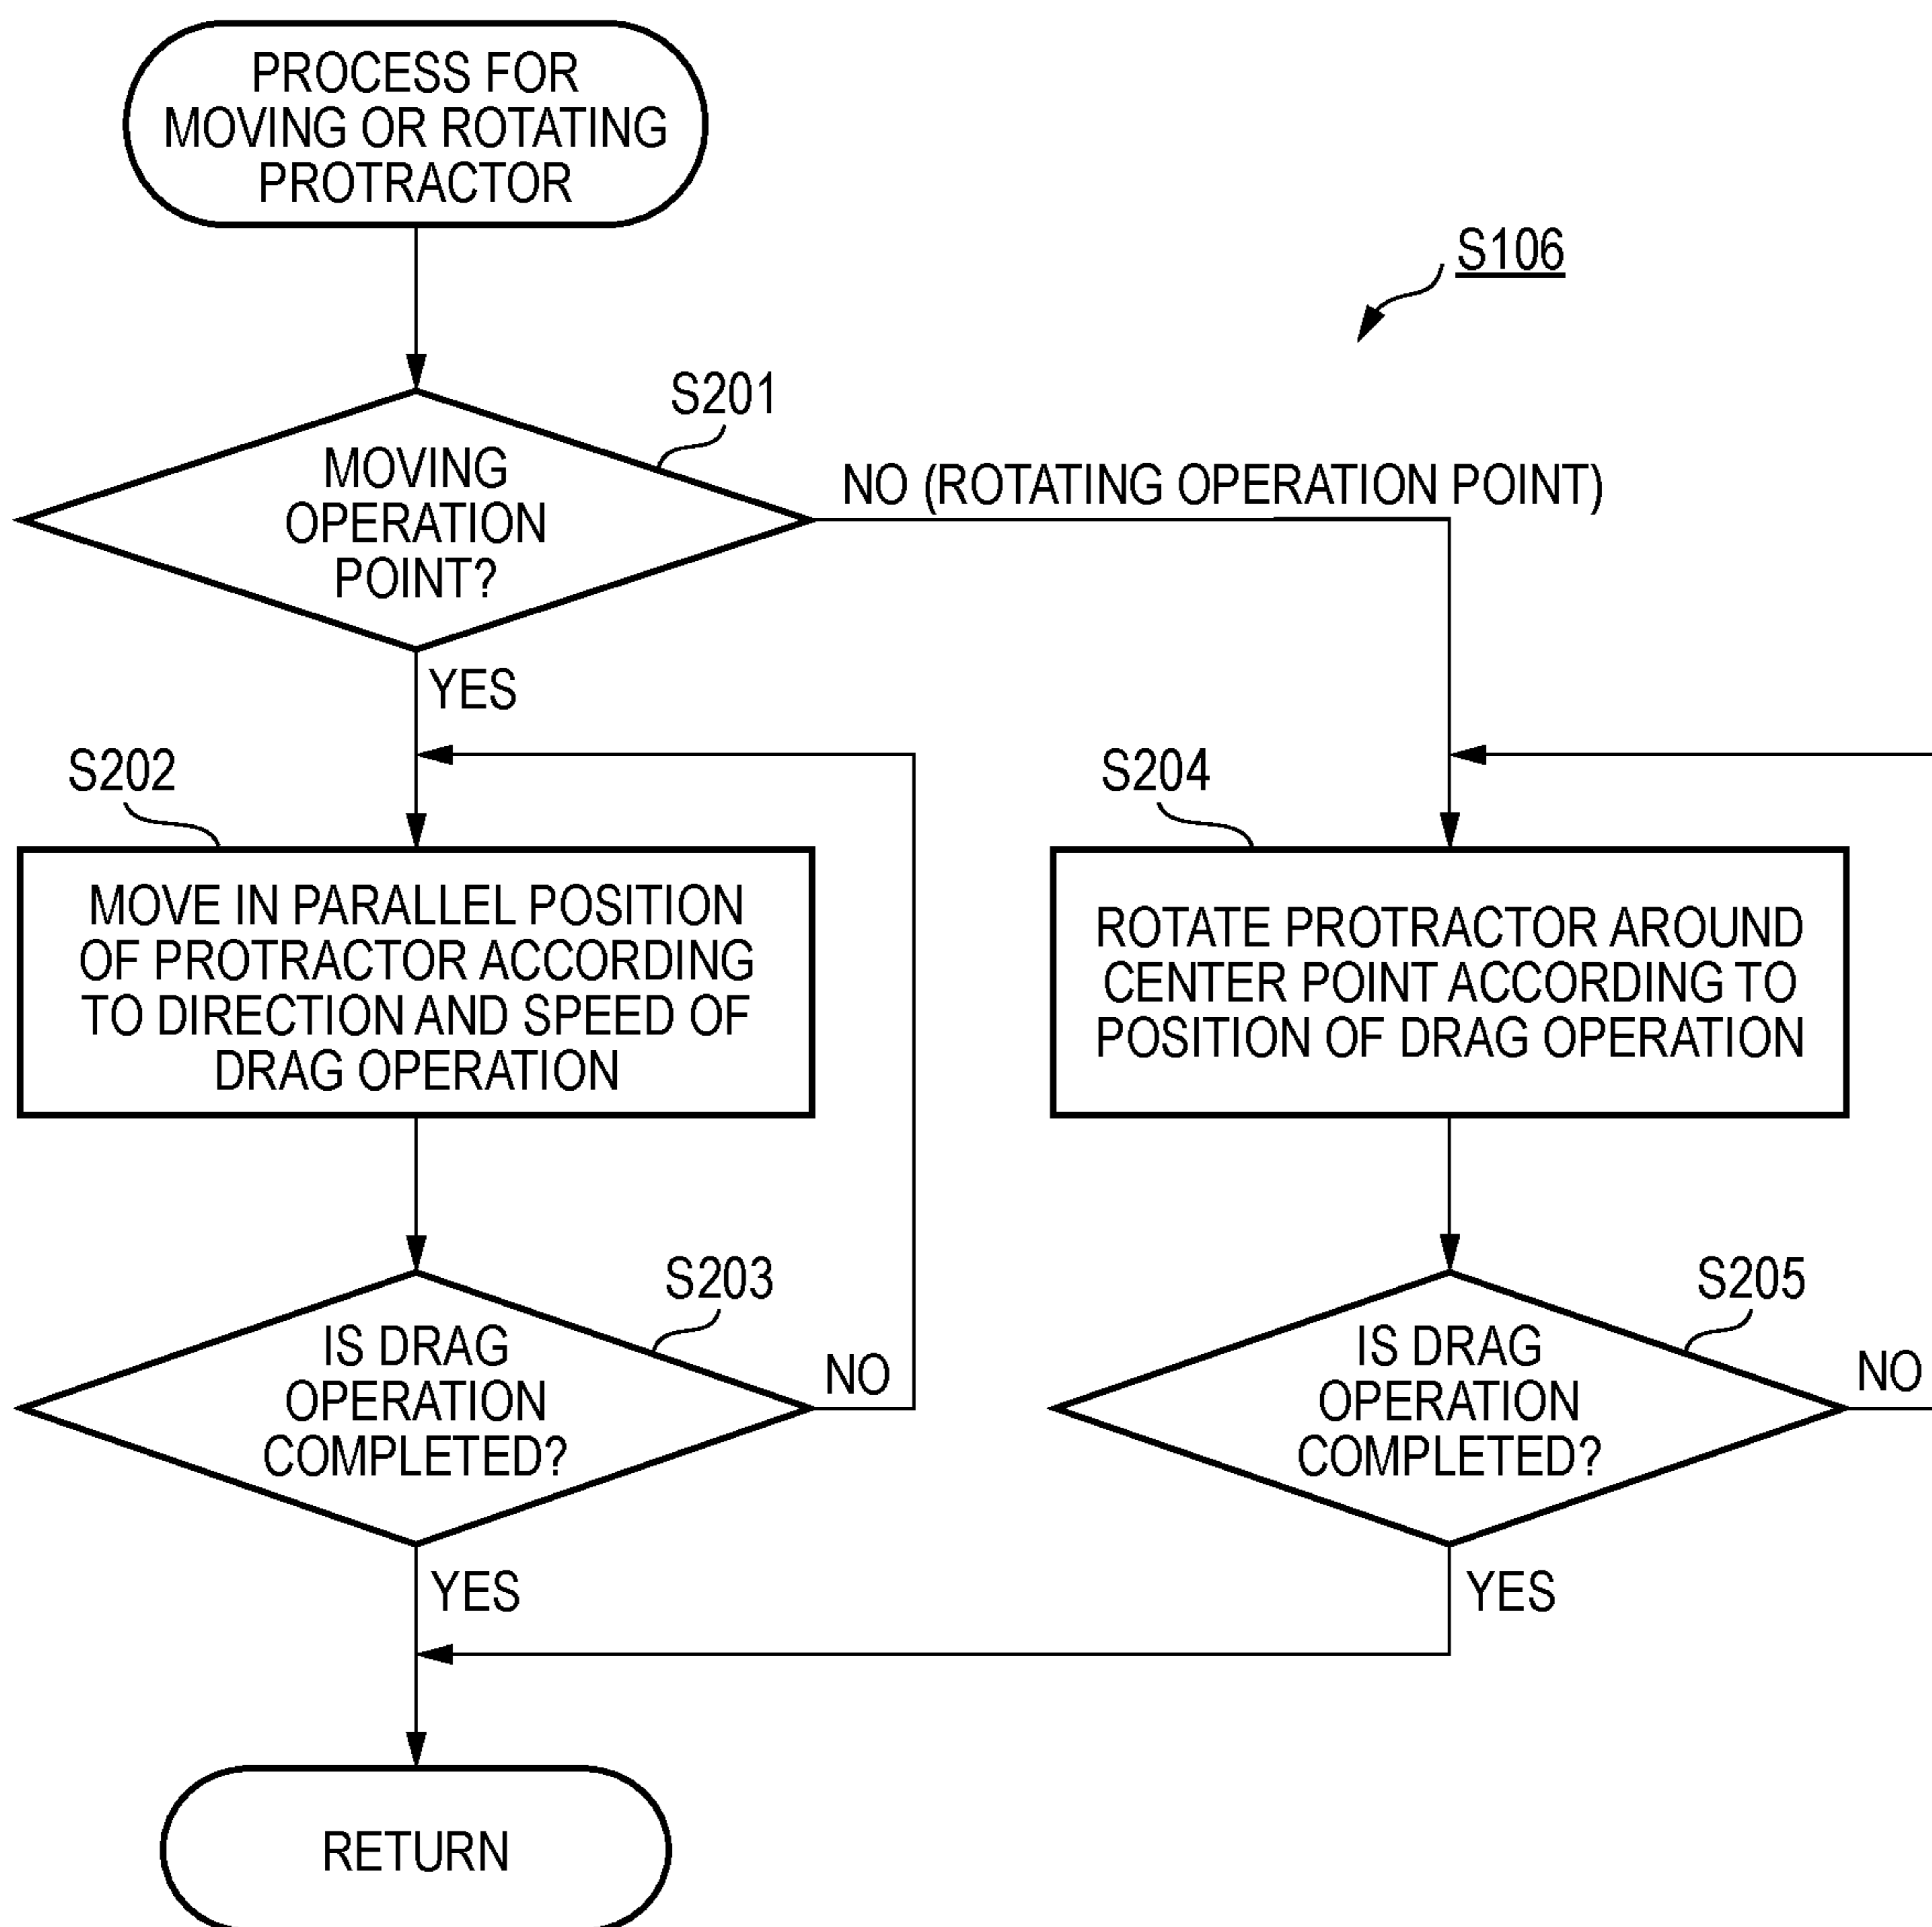 PROCESS FOR
MOVING OR ROTATING
PROTRACTOR
S106
S201
MOVING
OPERATION
POINT?
NO (ROTATING OPERATION POINT)
YES
S202
MOVE IN PARALLEL POSITION
OF PROTRACTOR ACCORDING
TO DIRECTION AND SPEED OF
DRAG OPERATION
S204
ROTATE PROTRACTOR AROUND
CENTER POINT ACCORDING TO
POSITION OF DRAG OPERATION
S203
IS DRAG
OPERATION
COMPLETED?
NO
YES
S205
IS DRAG
OPERATION
COMPLETED?
NO
YES
RETURN